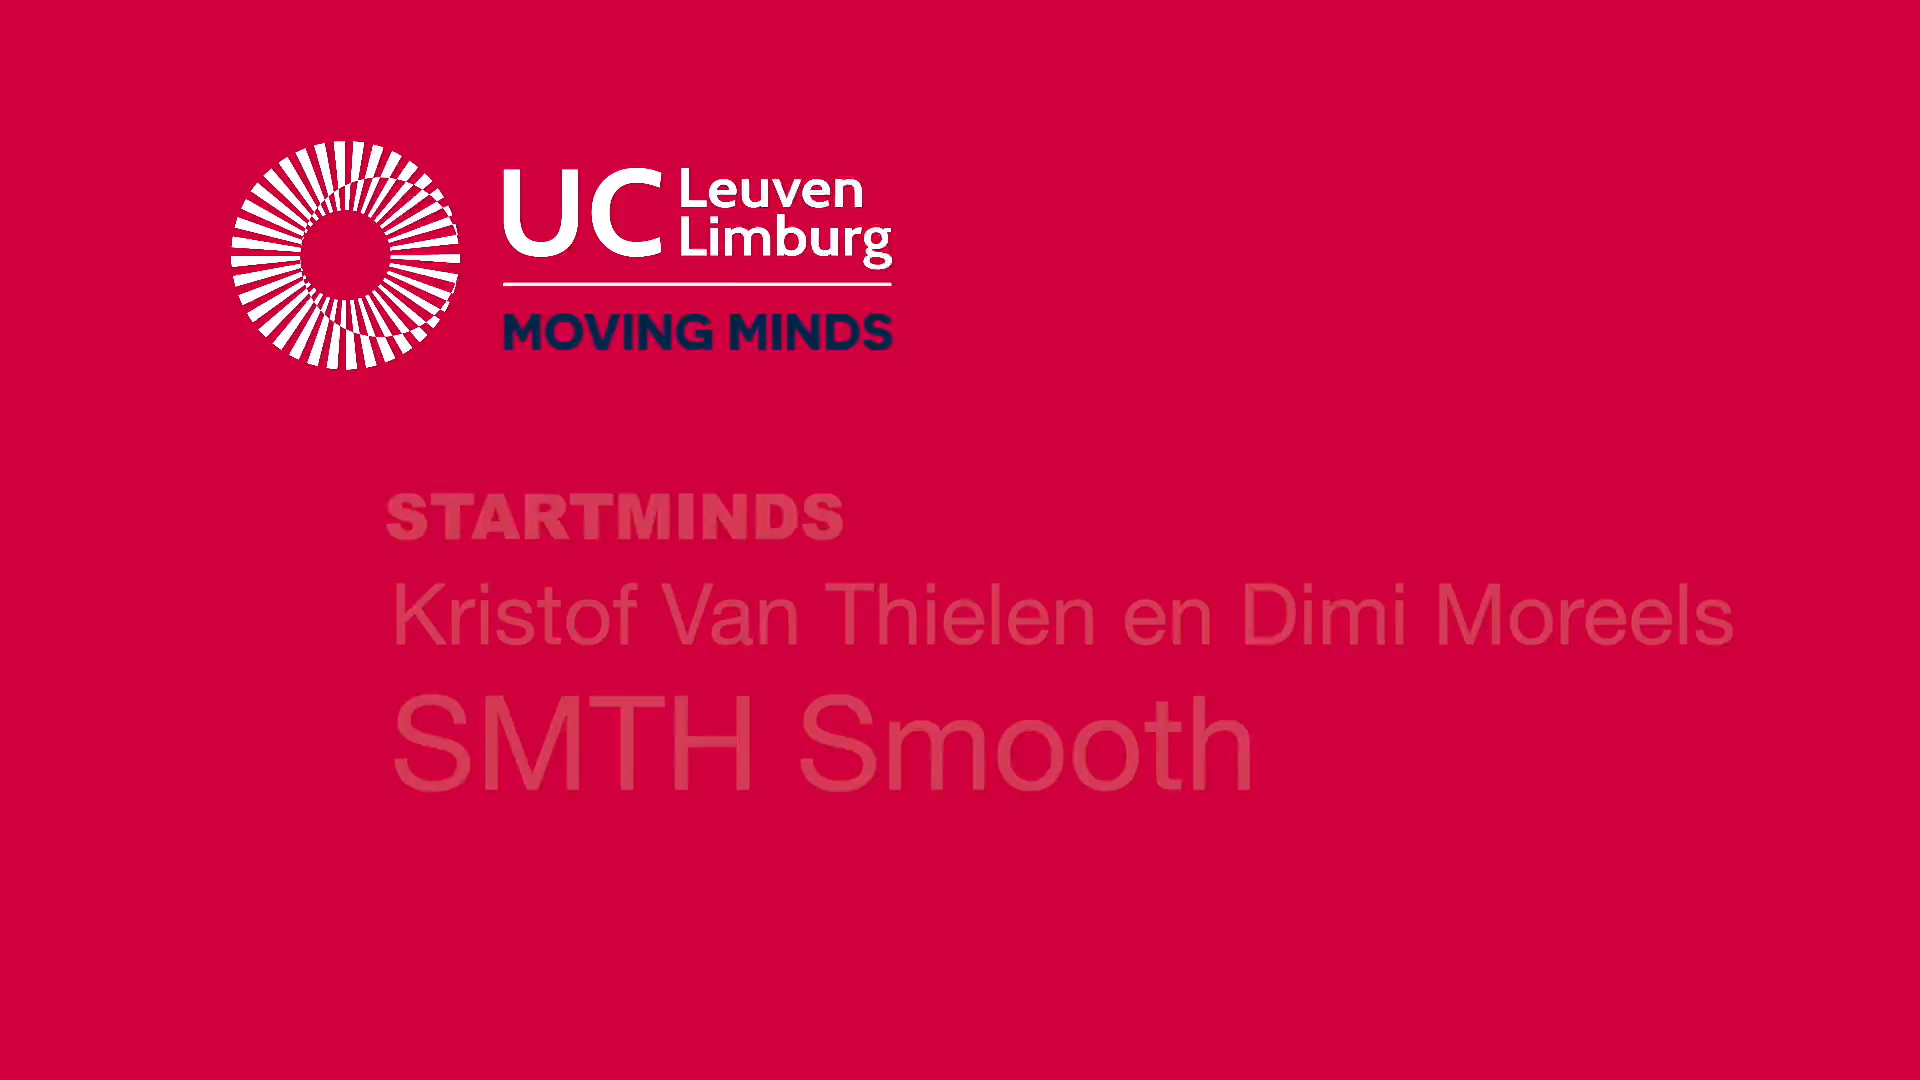 UC Leuven
Limburg
MOVING MINDS
STARTMINDS
Kristof Van Thielen en Dimi Moreels
SMTH Smooth